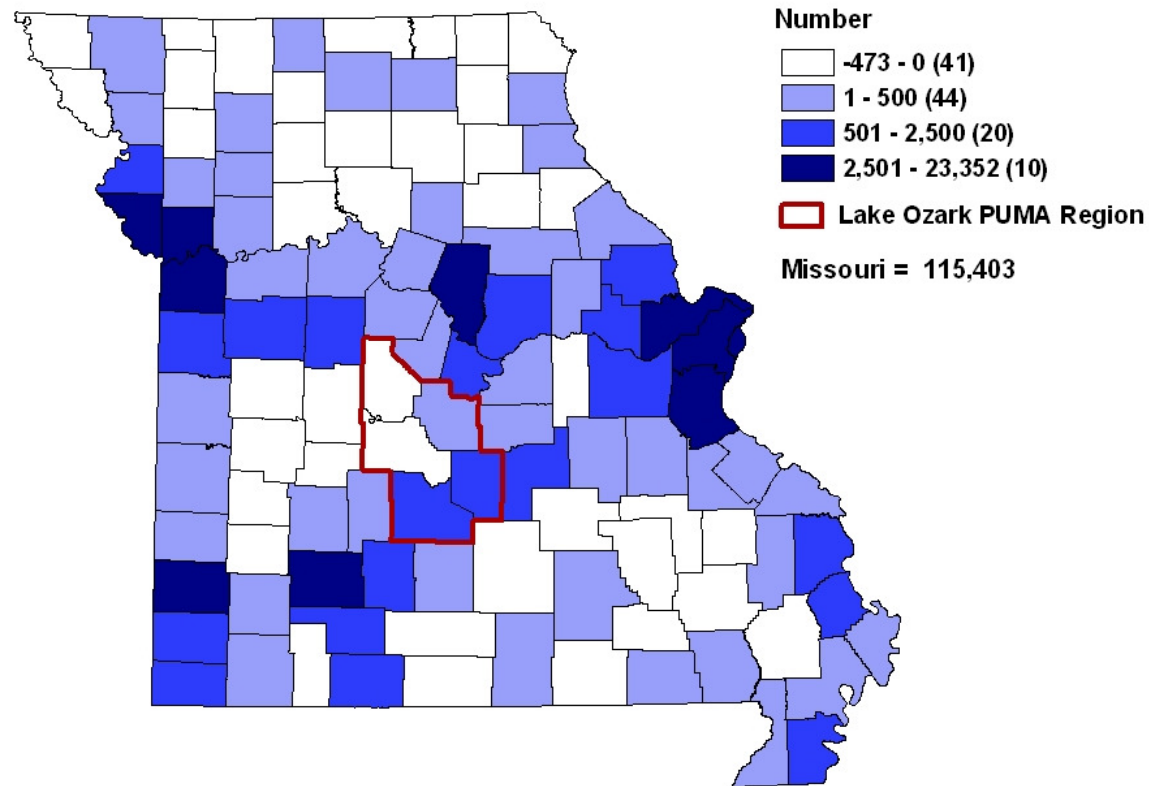 Number
-473 - 0 (41)
1 - 500 (44)
501 - 2,500 (20)
2,501 - 23,352 (10)
Lake Ozark PUMA Region
Missouri = 115,403